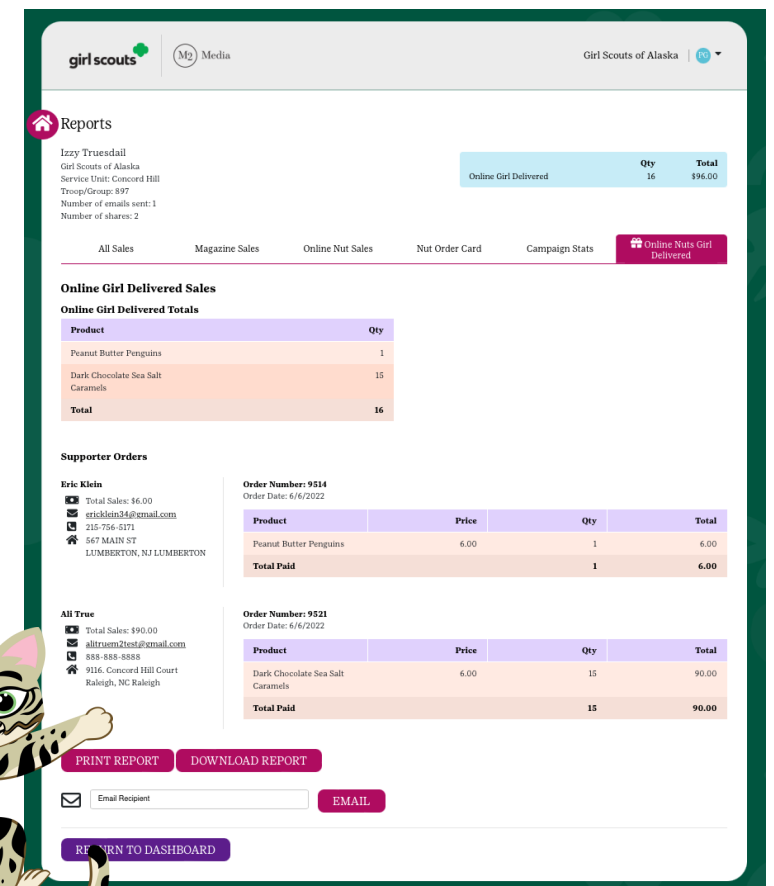 girl scouts
M2 Media
Girl Scouts of Alaska
PG
Reports
Izzy Truesdail
Girl Scouts of Alaska
Service Unit: Concord Hill
Troop/Group: 897
Number of emails sent: 1
Number of shares: 2
Qty Total
Online Girl Delivered 16 $96.00
All Sales Magazine Sales Online Nut Sales Nut Order Card Campaign Stats Online Nuts Girl
Delivered
Online Girl Delivered Sales
Online Girl Delivered Totals
Product Qty
Peanut Butter Penguins 1
Dark Chocolate Sea Salt 15
Caramels
Total 16
Supporter Orders
Eric Klein
Total Sales: $6.00
ericklein34@gmail.com
215-756-5171
567 MAIN ST
LUMBERTON, NJ LUMBERTON
Order Number: 9514
Order Date: 6/6/2022
Product Price Qty Total
Peanut Butter Penguins 6.00 1 6.00
Total Paid 1 6.00
Ali True
Total Sales: $90.00
alitruem2test@gmail.com
888-888-8888
9116. Concord Hill Court
Raleigh, NC Raleigh
Order Number: 9521
Order Date: 6/6/2022
Product Price Qty Total
Dark Chocolate Sea Salt 6.00 15 90.00
Caramels
Total Paid 15 90.00
PRINT REPORT DOWNLOAD REPORT
Email Recipient EMAIL
RETURN TO DASHBOARD